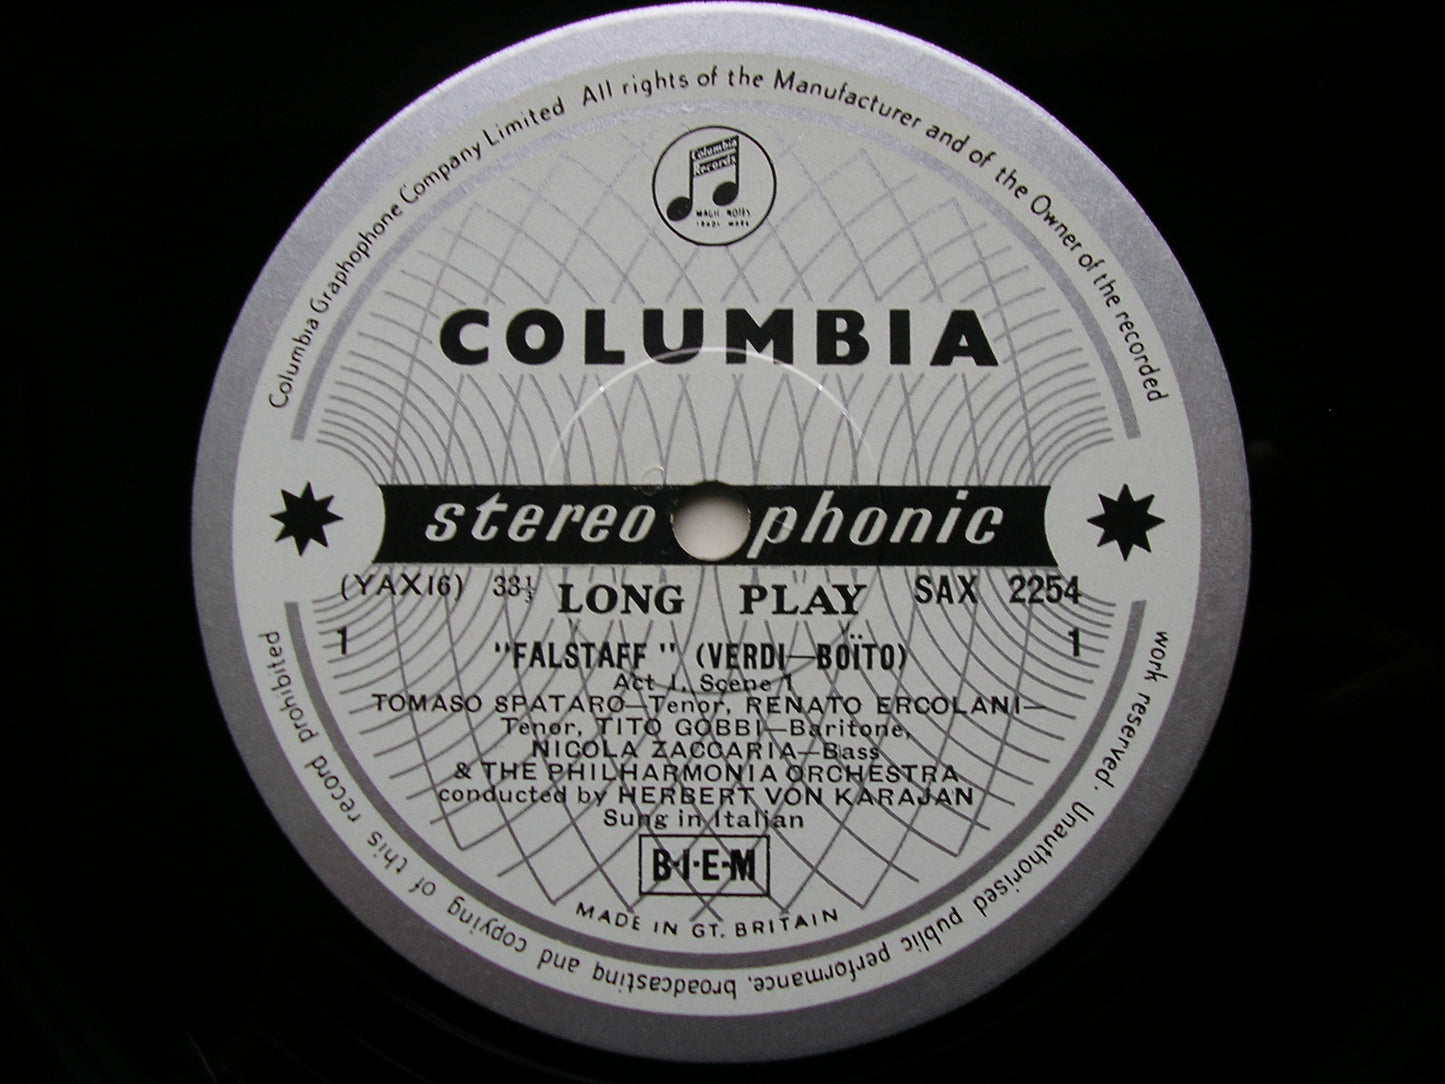 Columbia Graphophone Company Limited All rights of the Manufacturer and of the Owner of the recorded
work reserved. Unauthorised public performance, broadcasting and copying of this record prohibited
Columbia
Records
MAGIC NOTES
TRADE MARK
COLUMBIA
stereophonic
(YAX16) 33⅓ LONG PLAY SAX 2254
1 "FALSTAFF" (VERDI—BOÏTO) 1
Act 1, Scene 1
TOMASO SPATARO—Tenor, RENATO ERCOLANI—
Tenor, TITO GOBBI—Baritone,
NICOLA ZACCARIA—Bass
& THE PHILHARMONIA ORCHESTRA
conducted by HERBERT VON KARAJAN
Sung in Italian
B·I·E·M
MADE IN GT. BRITAIN